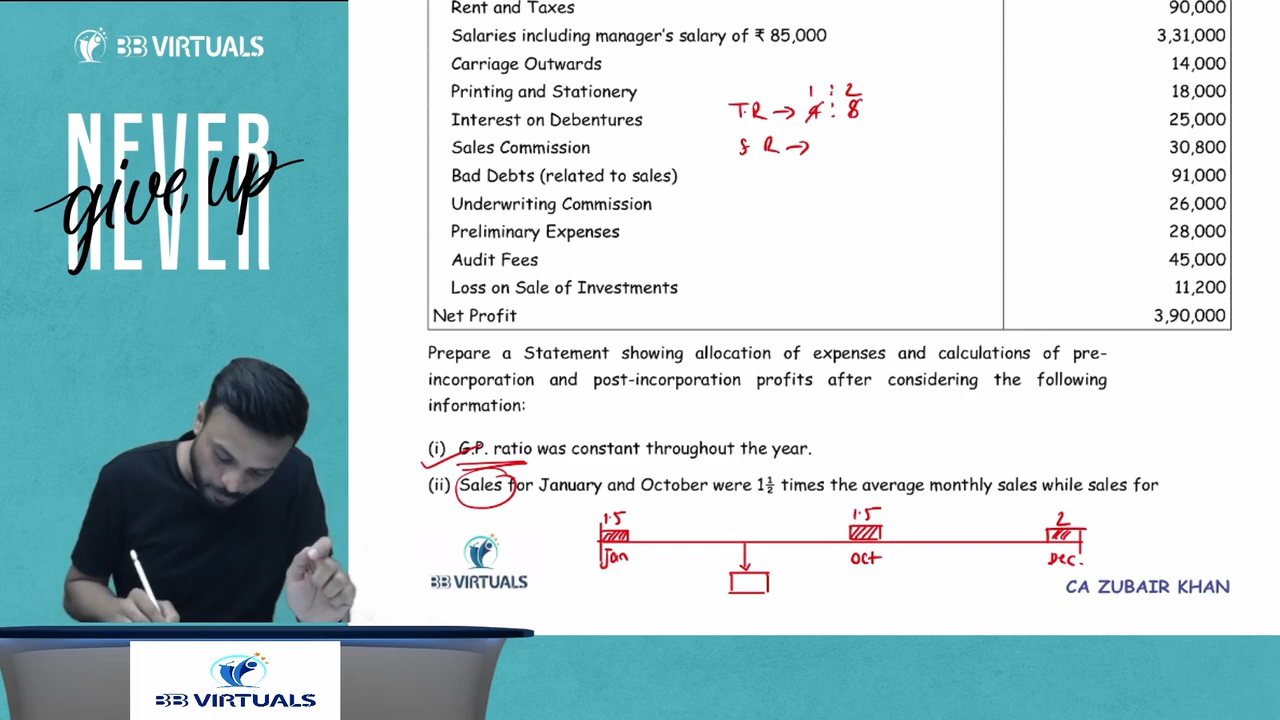 BB VIRTUALS
NEVER
give up
NEVER
Rent and Taxes 90,000
Salaries including manager's salary of ₹ 85,000 3,31,000
Carriage Outwards 14,000
Printing and Stationery 18,000
1 : 2
T.R → 4 : 8
Interest on Debentures 25,000
S R →
Sales Commission 30,800
Bad Debts (related to sales) 91,000
Underwriting Commission 26,000
Preliminary Expenses 28,000
Audit Fees 45,000
Loss on Sale of Investments 11,200
Net Profit 3,90,000
Prepare a Statement showing allocation of expenses and calculations of pre-
incorporation and post-incorporation profits after considering the following
information:
(i) G.P. ratio was constant throughout the year.
(ii) Sales for January and October were 1½ times the average monthly sales while sales for
1.5 1.5 2
Jan Oct Dec.
BB VIRTUALS
CA ZUBAIR KHAN
BB VIRTUALS